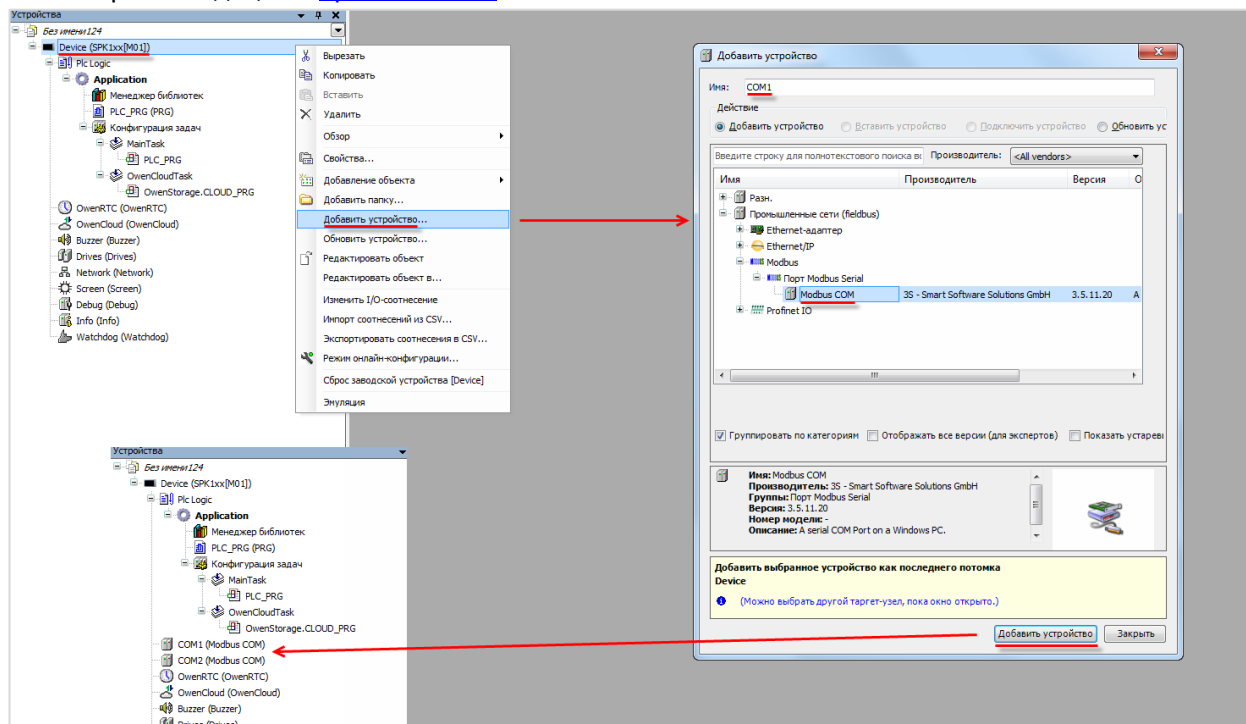 Устройства
Без имени124
Device (SPK1xx[M01])
Plc Logic
Application
Менеджер библиотек
PLC_PRG (PRG)
Конфигурация задач
MainTask
PLC_PRG
OwenCloudTask
OwenStorage.CLOUD_PRG
OwenRTC (OwenRTC)
OwenCloud (OwenCloud)
Buzzer (Buzzer)
Drives (Drives)
Network (Network)
Screen (Screen)
Debug (Debug)
Info (Info)
Watchdog (Watchdog)
Вырезать
Копировать
Вставить
Удалить
Обзор
Свойства...
Добавление объекта
Добавить папку...
Добавить устройство...
Обновить устройство...
Редактировать объект
Редактировать объект в...
Изменить I/O-соотнесение
Импорт соотнесений из CSV...
Экспортировать соотнесения в CSV...
Режим онлайн-конфигурации...
Сброс заводской устройства [Device]
Эмуляция
Добавить устройство
Имя: COM1
Действие
Добавить устройство Вставить устройство Подключить устройство Обновить ус
Введите строку для полнотекстового поиска вс Производитель: <All vendors>
Имя Производитель Версия О
Разн.
Промышленные сети (fieldbus)
Ethernet-адаптер
Ethernet/IP
Modbus
Порт Modbus Serial
Modbus COM 3S - Smart Software Solutions GmbH 3.5.11.20 A
Profinet IO
Группировать по категориям Отображать все версии (для экспертов) Показать устареви
Имя: Modbus COM
Производитель: 3S - Smart Software Solutions GmbH
Группы: Порт Modbus Serial
Версия: 3.5.11.20
Номер модели: -
Описание: A serial COM Port on a Windows PC.
Добавить выбранное устройство как последнего потомка
Device
(Можно выбрать другой таргет-узел, пока окно открыто.)
Добавить устройство Закрыть
Устройства
Без имени124
Device (SPK1xx[M01])
Plc Logic
Application
Менеджер библиотек
PLC_PRG (PRG)
Конфигурация задач
MainTask
PLC_PRG
OwenCloudTask
OwenStorage.CLOUD_PRG
COM1 (Modbus COM)
COM2 (Modbus COM)
OwenRTC (OwenRTC)
OwenCloud (OwenCloud)
Buzzer (Buzzer)
Drives (Drives)